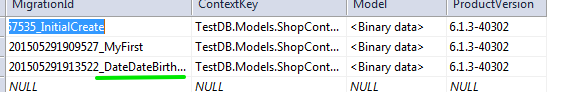 MigrationId ContextKey Model ProductVersion
57535_InitialCreate TestDB.Models.ShopCont... <Binary data> 6.1.3-40302
201505291909527_MyFirst TestDB.Models.ShopCont... <Binary data> 6.1.3-40302
201505291913522_DateDateBirth... TestDB.Models.ShopCont... <Binary data> 6.1.3-40302
NULL NULL NULL NULL